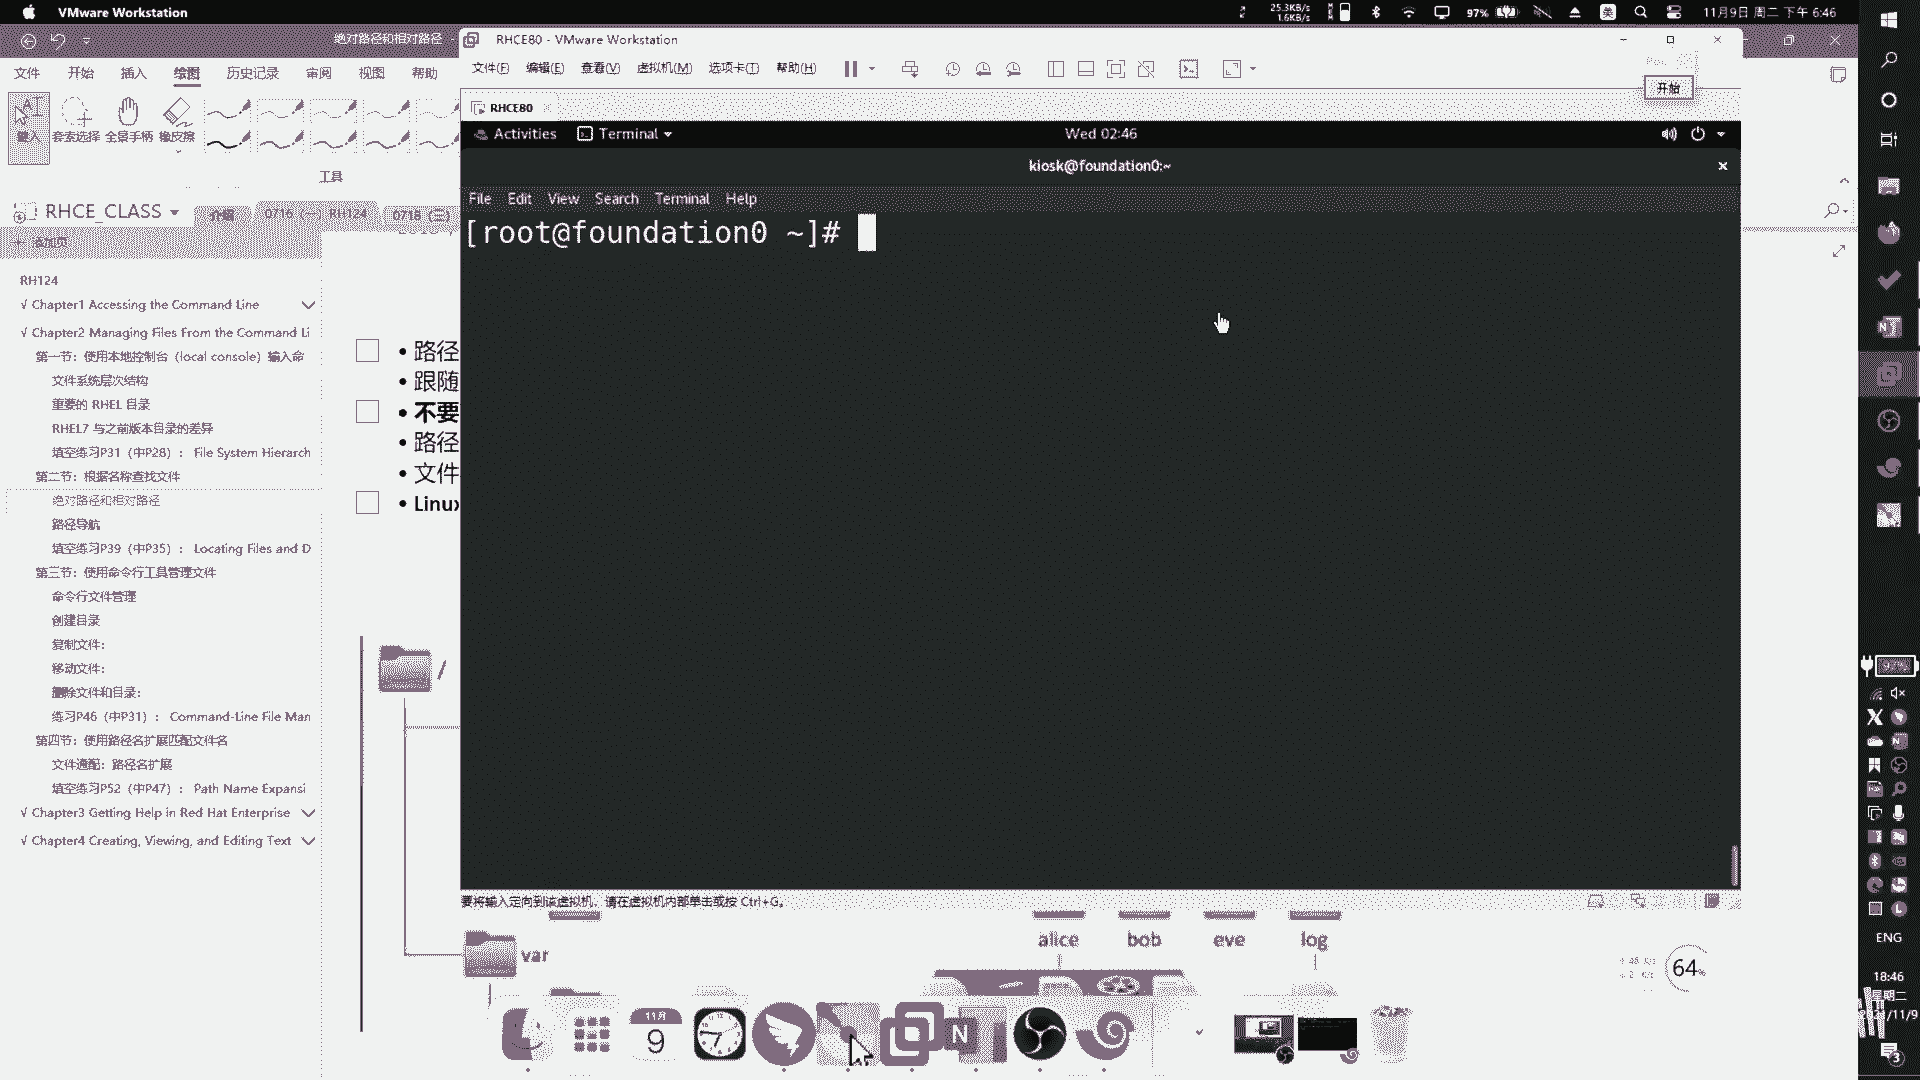 VMware Workstation
25.3KB/s
1.6KB/s
97%
英
11月9日 周二 下午 6:46
绝对路径和相对路径 -
RHCE80 - VMware Workstation
文件 开始 插入 绘图 历史记录 审阅 视图 帮助
文件(F) 编辑(E) 查看(V) 虚拟机(M) 选项卡(T) 帮助(H)
开始
RHCE80
套索选择 全景手柄 橡皮擦
工具
Activities Terminal
Wed 02:46
kiosk@foundation0:~
File Edit View Search Terminal Help
[root@foundation0 ~]#
RHCE_CLASS 介绍 0716 (一) RH124 0718 (二)
添加页
RH124
√ Chapter1 Accessing the Command Line
√ Chapter2 Managing Files From the Command Li
第一节：使用本地控制台（local console）输入命
文件系统层次结构
重要的 RHEL 目录
RHEL7 与之前版本目录的差异
填空练习P31（中P28）： File System Hierarch
第二节：根据名称查找文件
绝对路径和相对路径
路径导航
填空练习P39（中P35）： Locating Files and D
第三节：使用命令行工具管理文件
命令行文件管理
创建目录
复制文件：
移动文件：
删除文件和目录：
练习P46（中P31）： Command-Line File Man
第四节：使用路径名扩展匹配文件名
文件通配：路径名扩展
填空练习P52（中P47）： Path Name Expansi
√ Chapter3 Getting Help in Red Hat Enterprise
√ Chapter4 Creating, Viewing, and Editing Text
• 路径
• 跟随
• 不要
• 路径
• 文件
• Linux
/
要将输入定向到该虚拟机，请在虚拟机内部单击或按 Ctrl+G。
var
alice bob eve log
64%
11月
9
97%
ENG
18:46
星期二
3